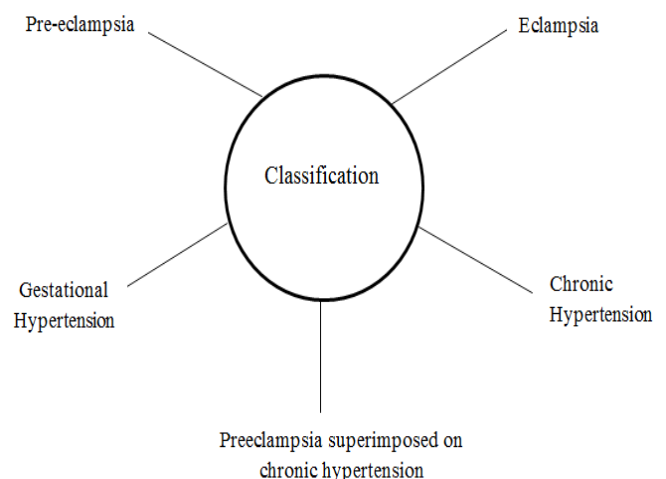 Pre-eclampsia
Eclampsia
Classification
Gestational
Hypertension
Chronic
Hypertension
Preeclampsia superimposed on
chronic hypertension